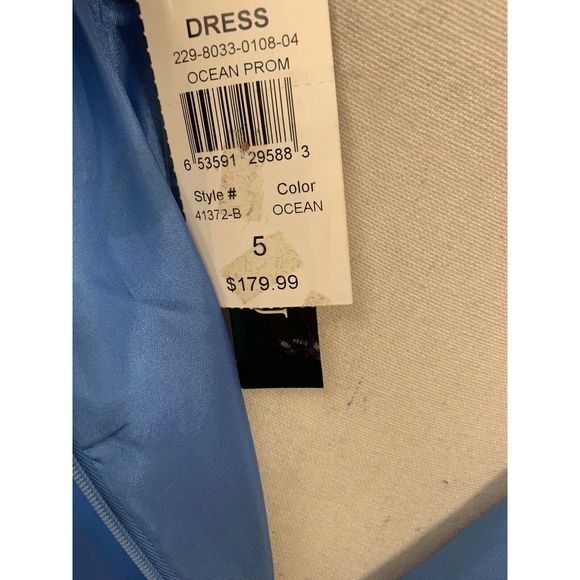 DRESS
229-8033-0108-04
OCEAN PROM
6 53591 29588 3
Style # Color
41372-B OCEAN
5
$179.99